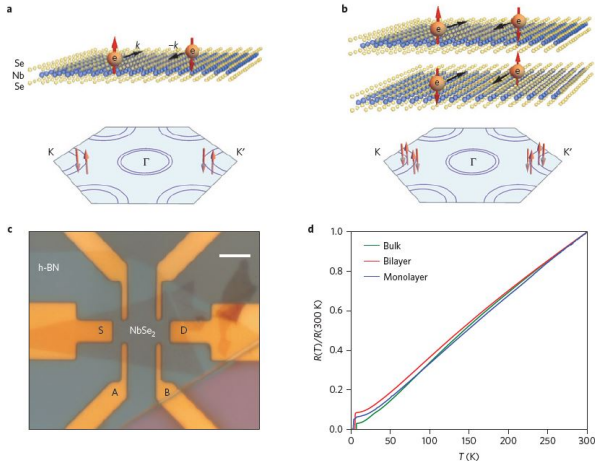 a
b
k
–k
e
e
Se
Nb
Se
e
e
e
e
K
Γ
K′
K
Γ
K′
c
d
h-BN
S
NbSe2
D
A
B
R(T)/R(300 K)
1.0
0.8
0.6
0.4
0.2
0
Bulk
Bilayer
Monolayer
0
50
100
150
200
250
300
T (K)